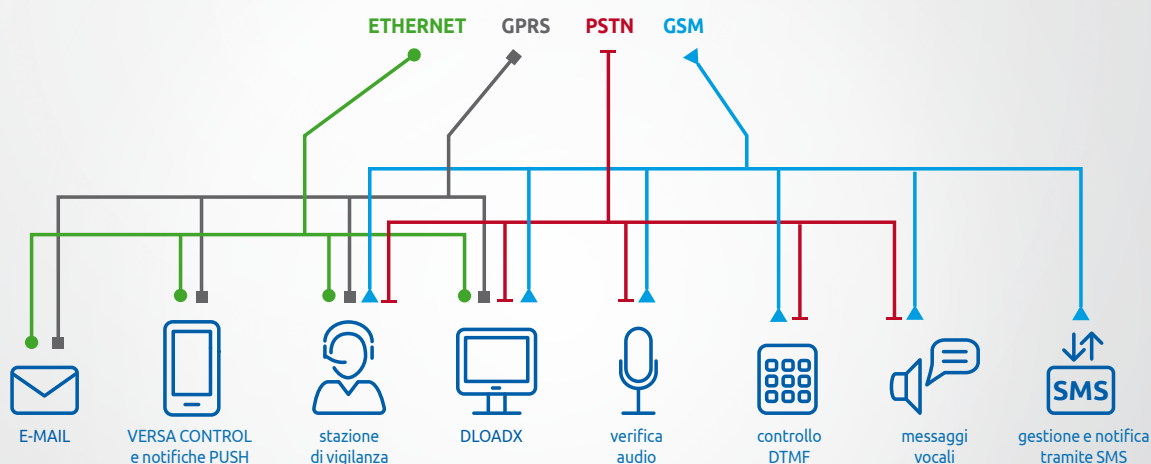 ETHERNET GPRS PSTN GSM
SMS
E-MAIL
VERSA CONTROL
e notifiche PUSH
stazione
di vigilanza
DLOADX
verifica
audio
controllo
DTMF
messaggi
vocali
gestione e notifica
tramite SMS